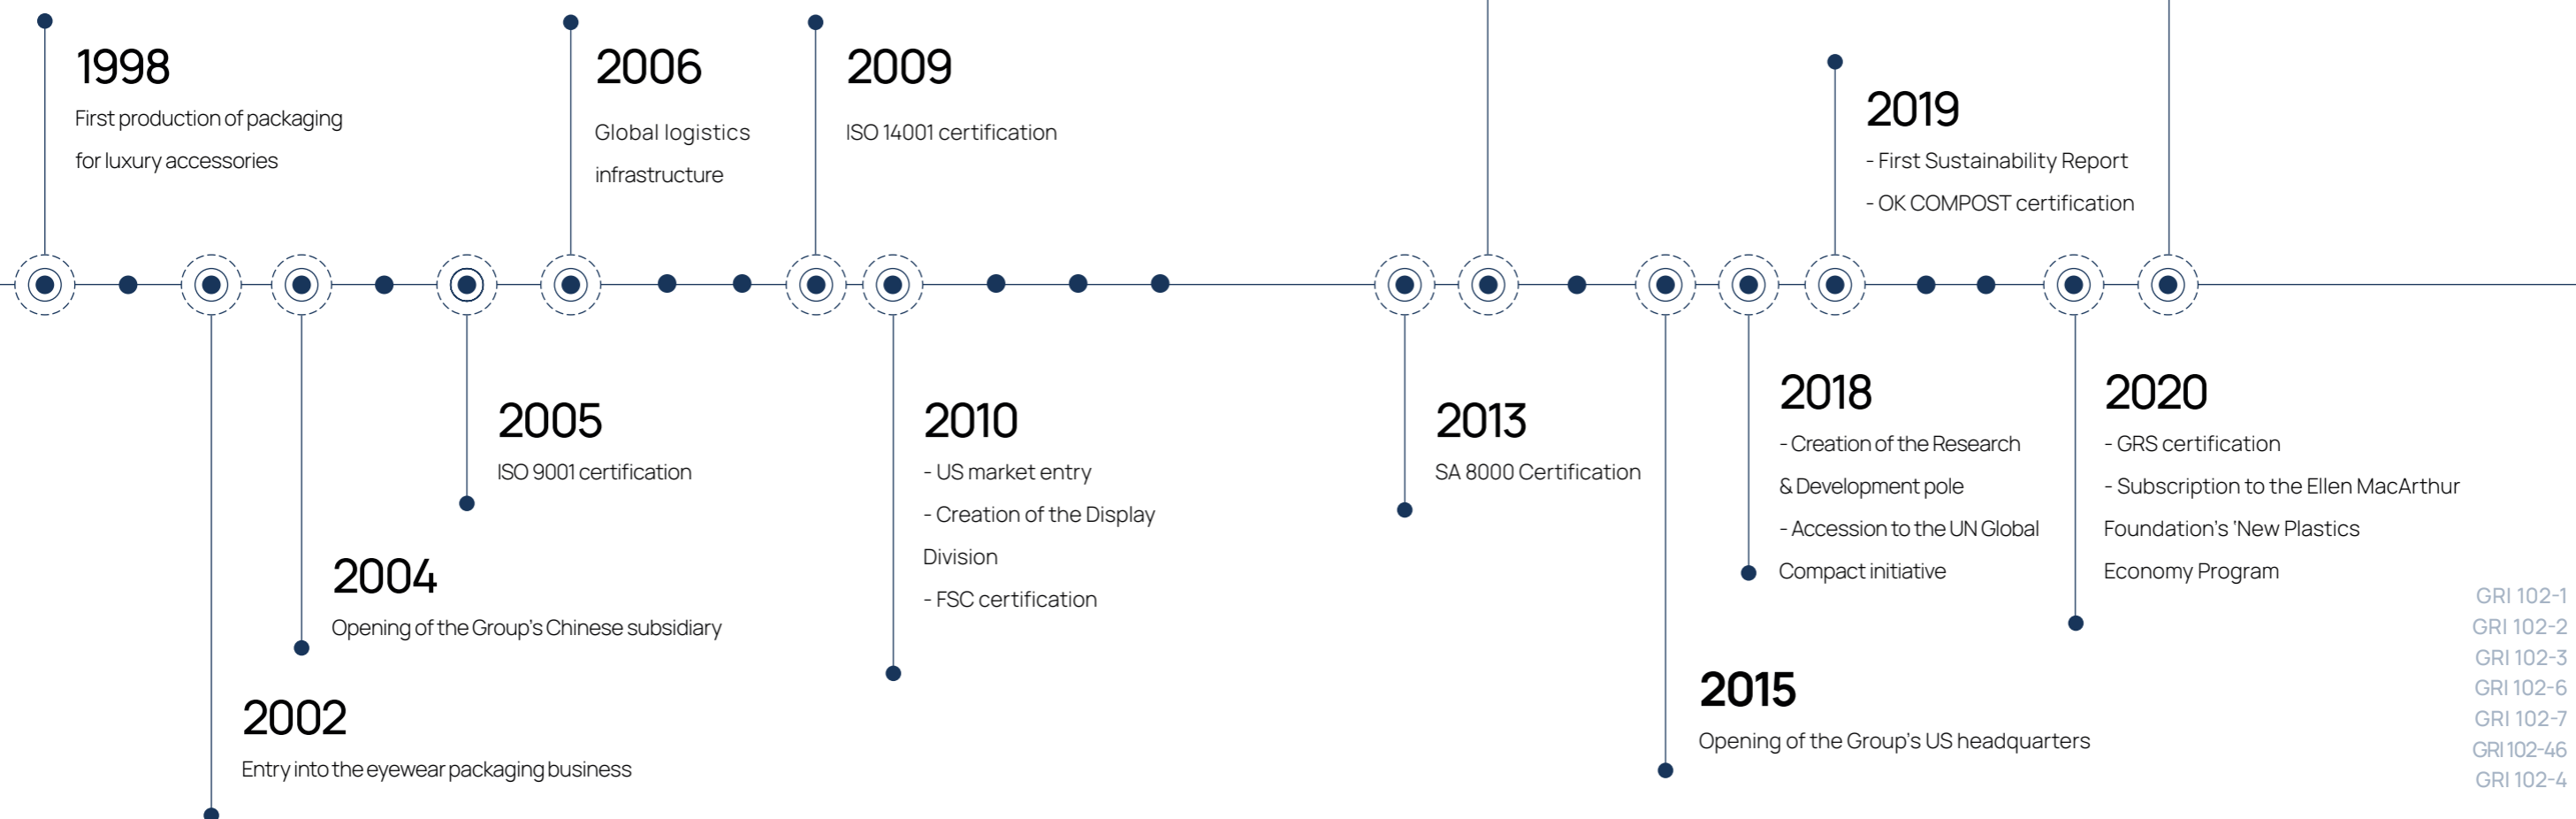 1998
First production of packaging
for luxury accessories
2006
Global logistics
infrastructure
2009
ISO 14001 certification
2019
- First Sustainability Report
- OK COMPOST certification
2005
ISO 9001 certification
2004
Opening of the Group's Chinese subsidiary
2002
Entry into the eyewear packaging business
2010
- US market entry
- Creation of the Display
Division
- FSC certification
2013
SA 8000 Certification
2018
- Creation of the Research
& Development pole
- Accession to the UN Global
Compact initiative
2020
- GRS certification
- Subscription to the Ellen MacArthur
Foundation's 'New Plastics
Economy Program
2015
Opening of the Group's US headquarters
GRI 102-1
GRI 102-2
GRI 102-3
GRI 102-6
GRI 102-7
GRI 102-46
GRI 102-4